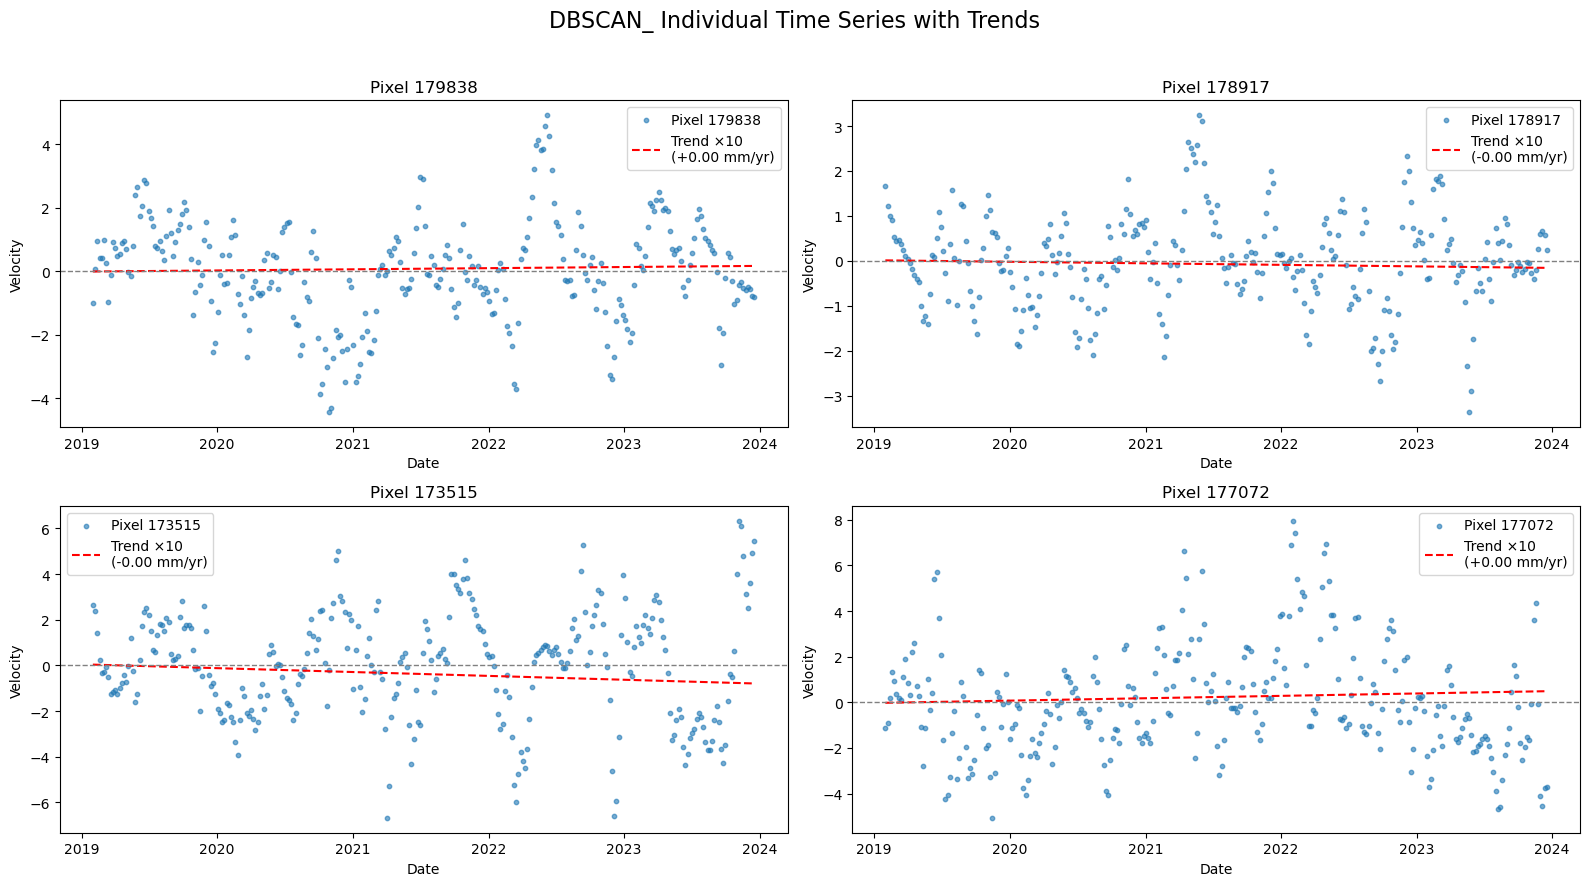 DBSCAN_ Individual Time Series with Trends
Pixel 179838
Pixel 179838
Trend ×10
(+0.00 mm/yr)
4
2
0
−2
−4
Velocity
2019 2020 2021 2022 2023 2024
Date
Pixel 178917
Pixel 178917
Trend ×10
(-0.00 mm/yr)
3
2
1
0
−1
−2
−3
Velocity
2019 2020 2021 2022 2023 2024
Date
Pixel 173515
Pixel 173515
Trend ×10
(-0.00 mm/yr)
6
4
2
0
−2
−4
−6
Velocity
2019 2020 2021 2022 2023 2024
Date
Pixel 177072
Pixel 177072
Trend ×10
(+0.00 mm/yr)
8
6
4
2
0
−2
−4
Velocity
2019 2020 2021 2022 2023 2024
Date